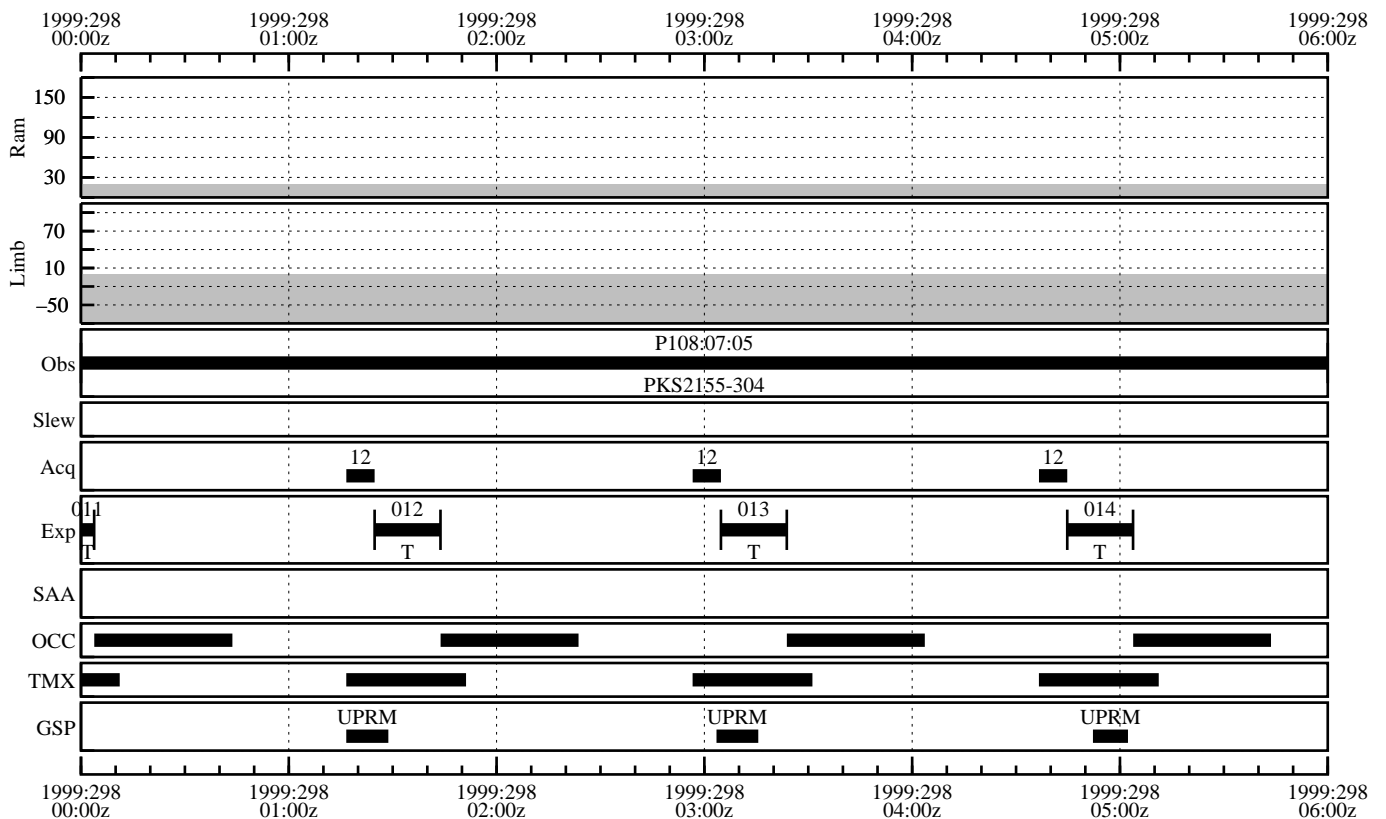 1999:298 1999:298 1999:298 1999:298 1999:298 1999:298 1999:298
00:00z 01:00z 02:00z 03:00z 04:00z 05:00z 06:00z
Ram
150
90
30
Limb
70
10
−50
Obs
P108:07:05
PKS2155-304
Slew
Acq
12 12 12
Exp
011 012 013 014
T T T T
SAA
OCC
TMX
GSP
UPRM UPRM UPRM
1999:298 1999:298 1999:298 1999:298 1999:298 1999:298 1999:298
00:00z 01:00z 02:00z 03:00z 04:00z 05:00z 06:00z